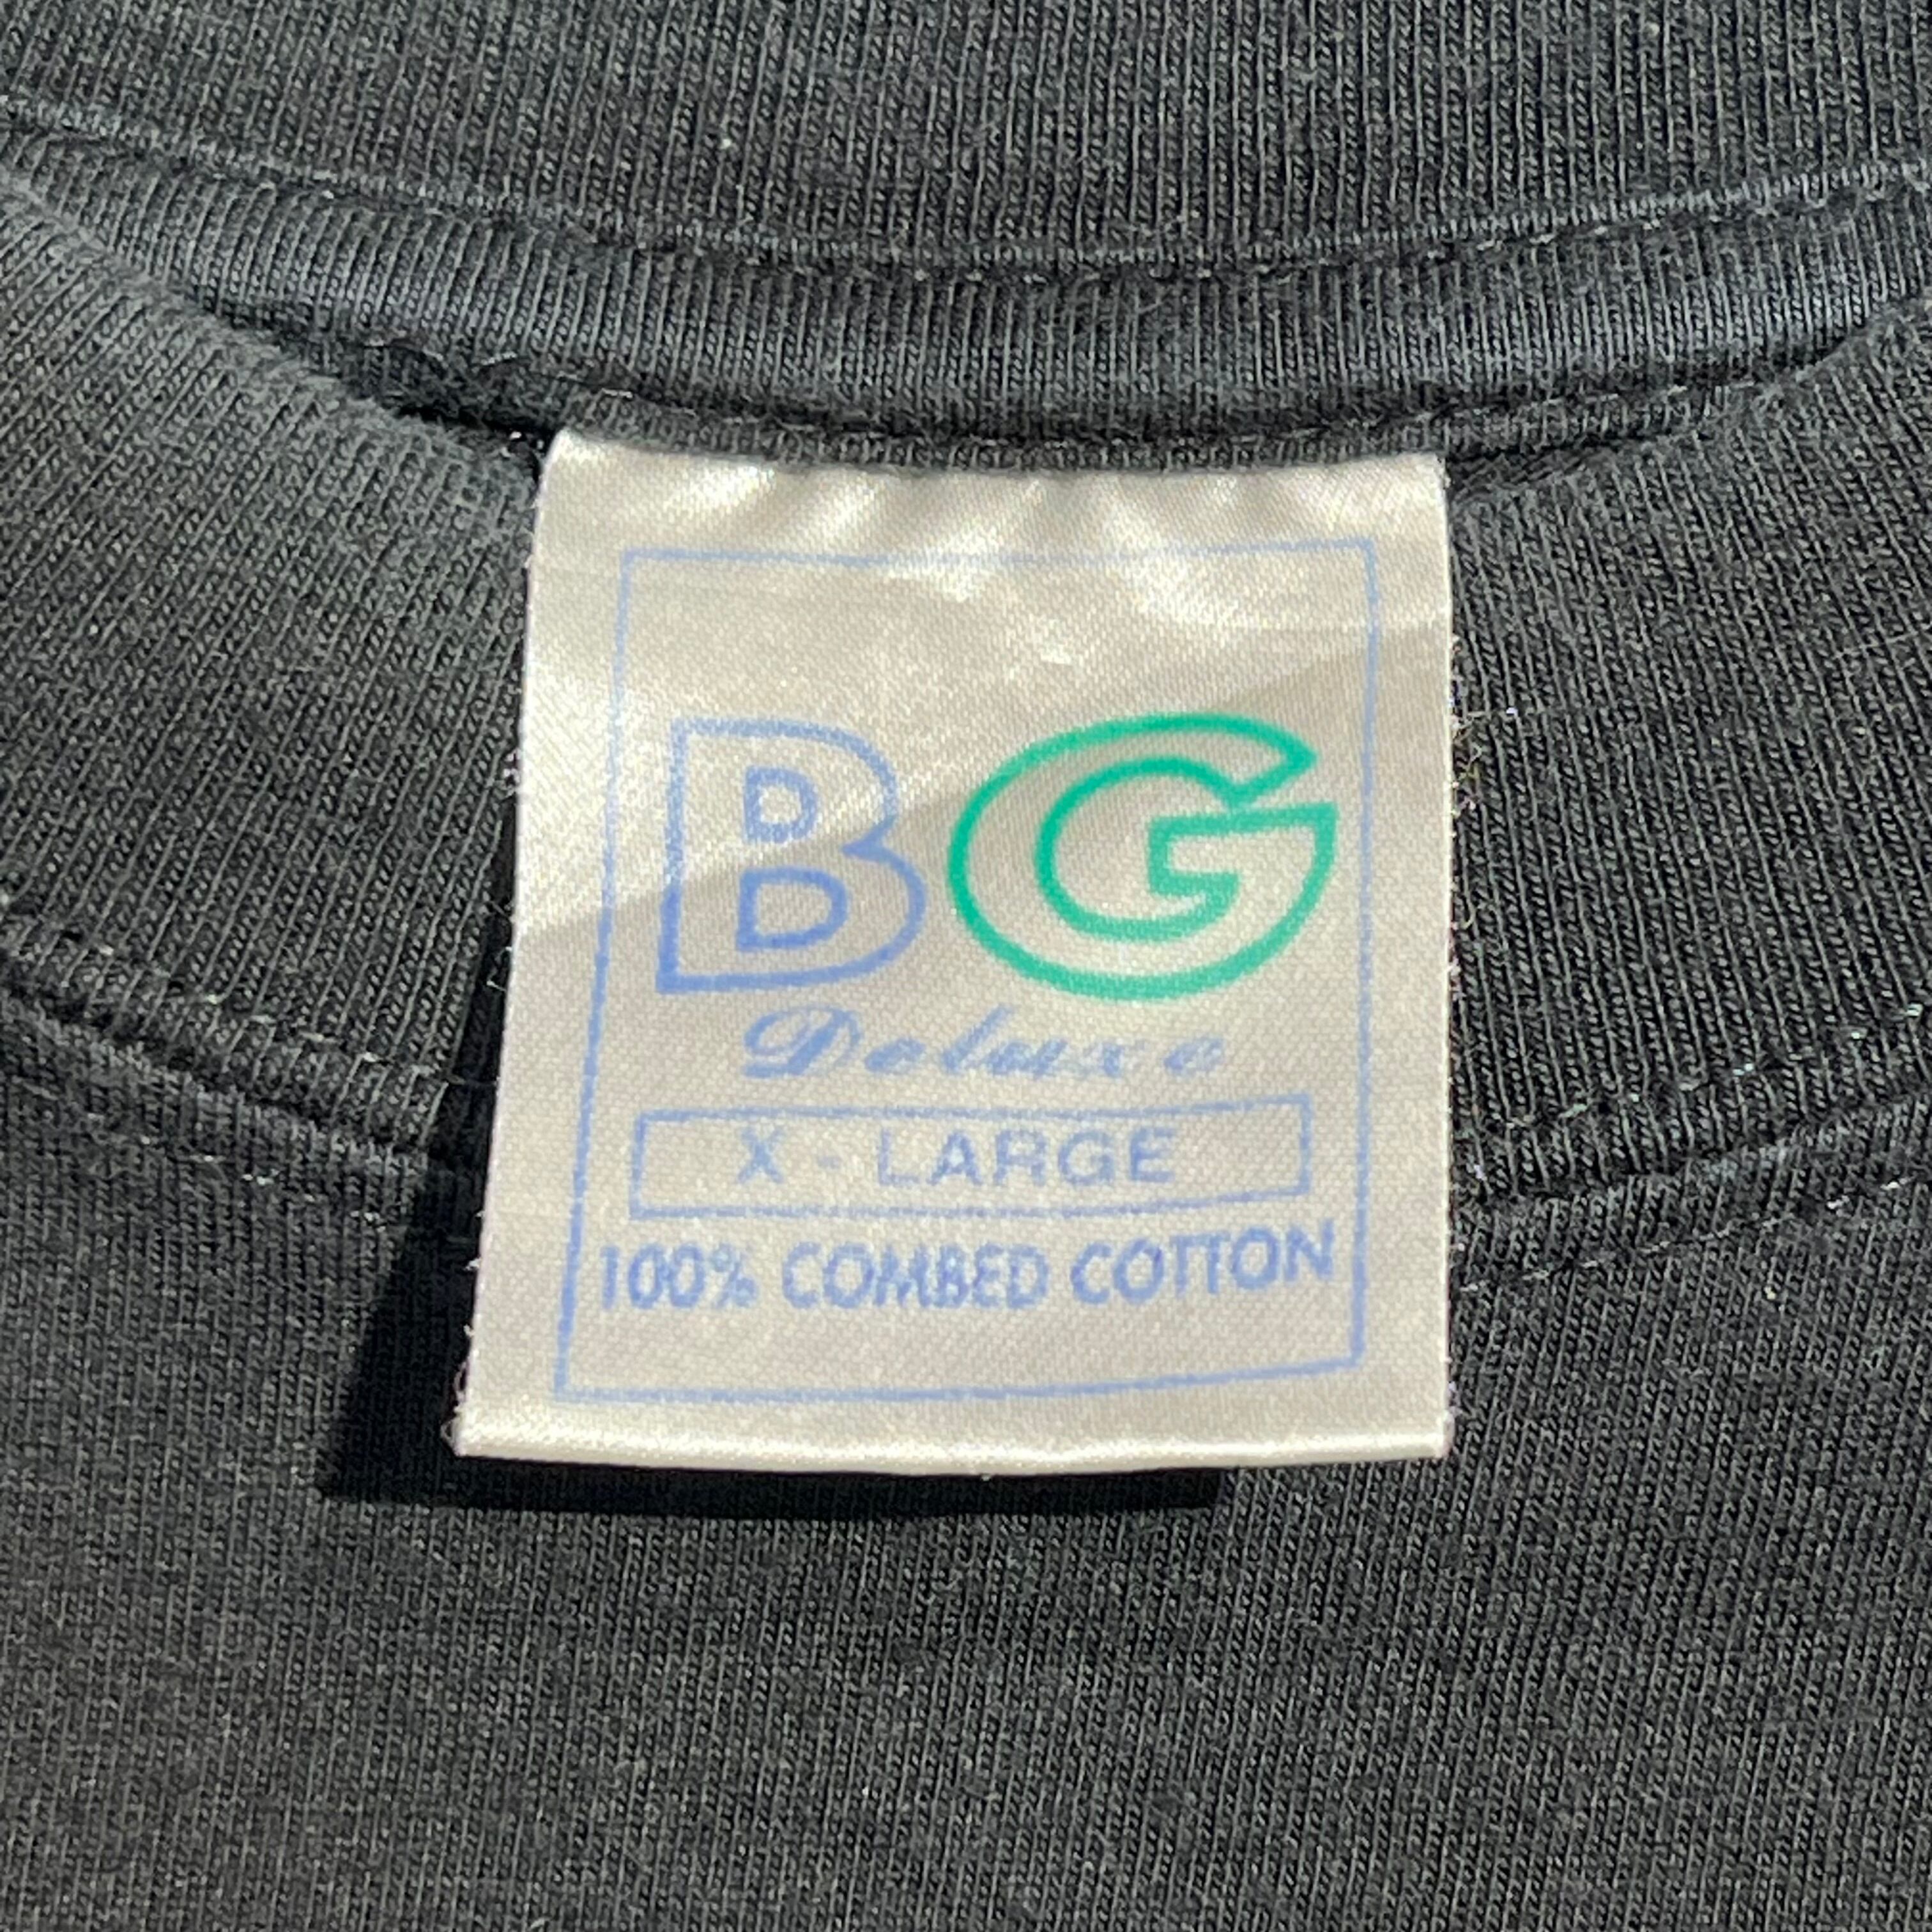 BG
Deluxe
X - LARGE
100% COMBED COTTON